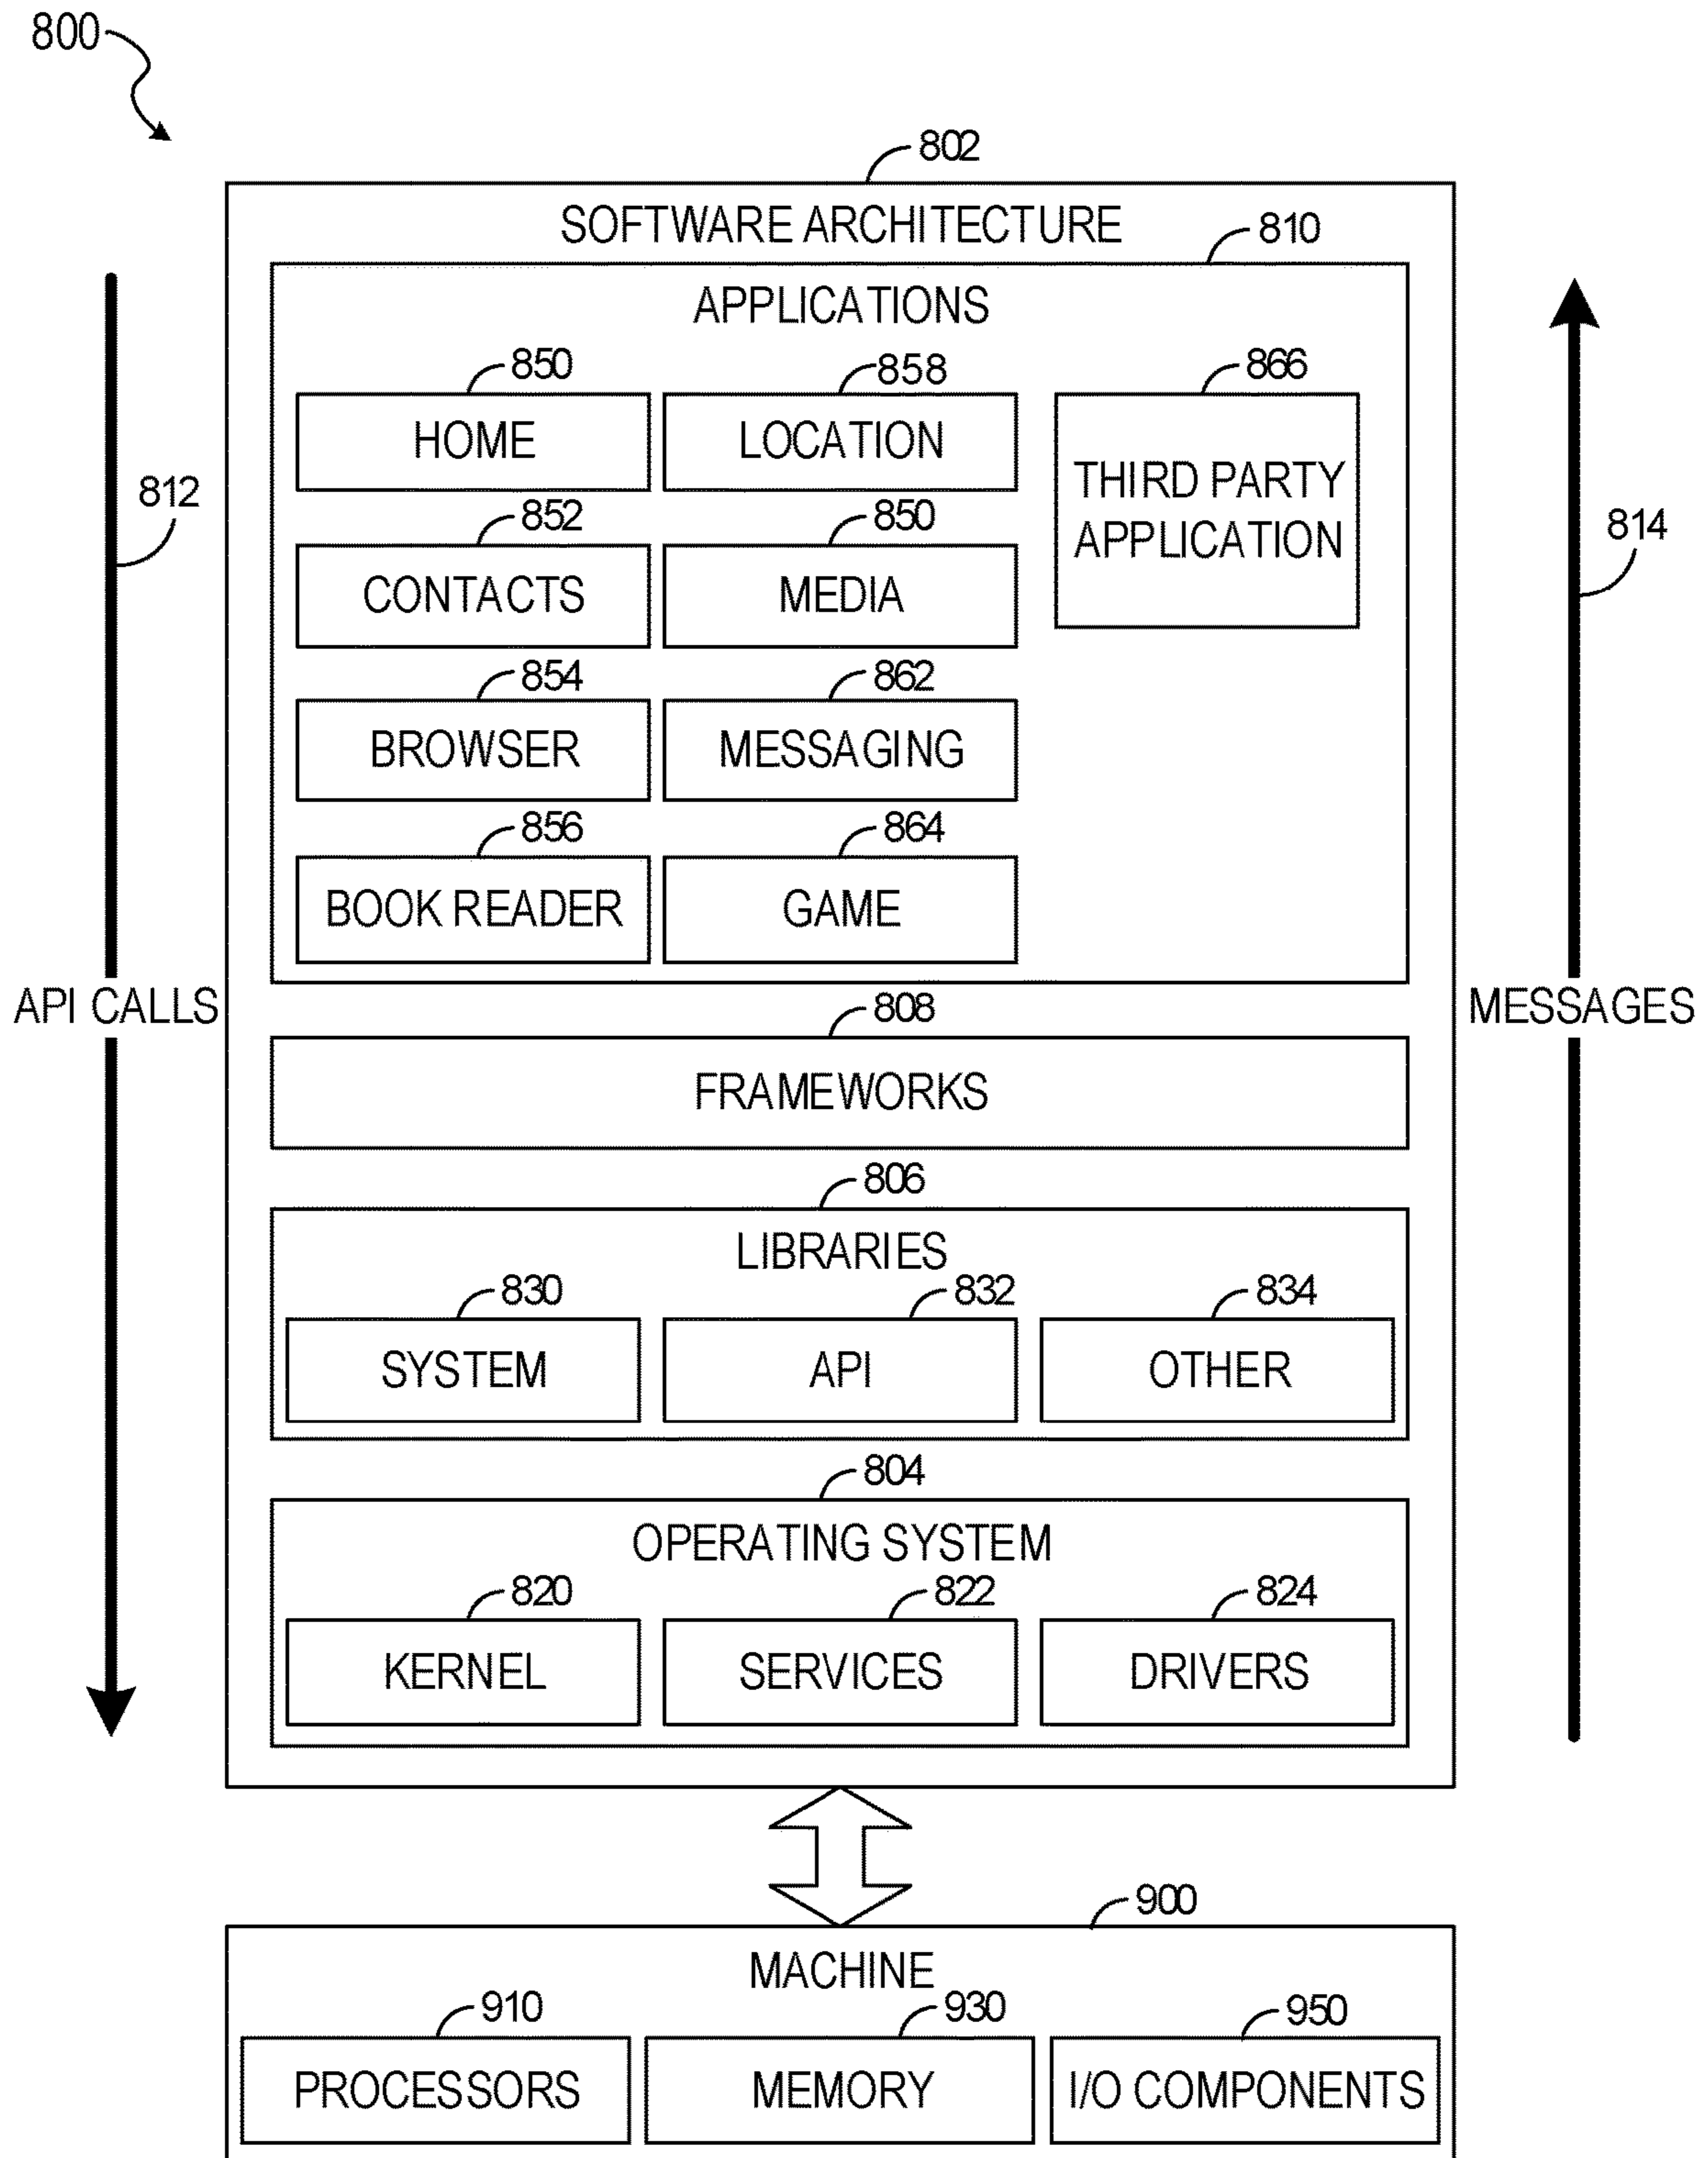 800
802
SOFTWARE ARCHITECTURE
810
APPLICATIONS
850
858
866
HOME
LOCATION
THIRD PARTY
APPLICATION
812
852
850
814
CONTACTS
MEDIA
854
862
BROWSER
MESSAGING
856
864
BOOK READER
GAME
API CALLS
MESSAGES
808
FRAMEWORKS
806
LIBRARIES
830
832
834
SYSTEM
API
OTHER
804
OPERATING SYSTEM
820
822
824
KERNEL
SERVICES
DRIVERS
900
MACHINE
910
930
950
PROCESSORS
MEMORY
I/O COMPONENTS